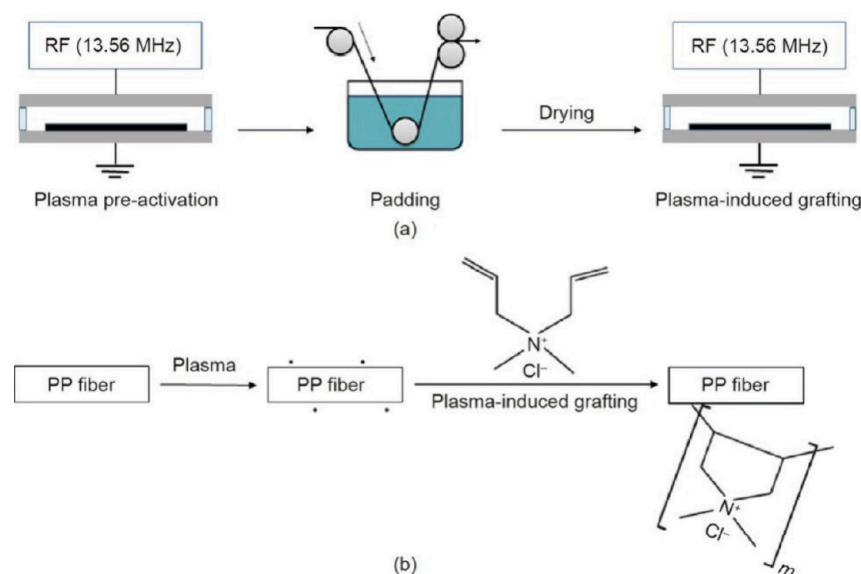 RF (13.56 MHz)
RF (13.56 MHz)
Drying
Plasma pre-activation
Padding
Plasma-induced grafting
(a)
N⁺
Cl⁻
PP fiber
Plasma
PP fiber
Plasma-induced grafting
PP fiber
N⁺
Cl⁻
m
(b)